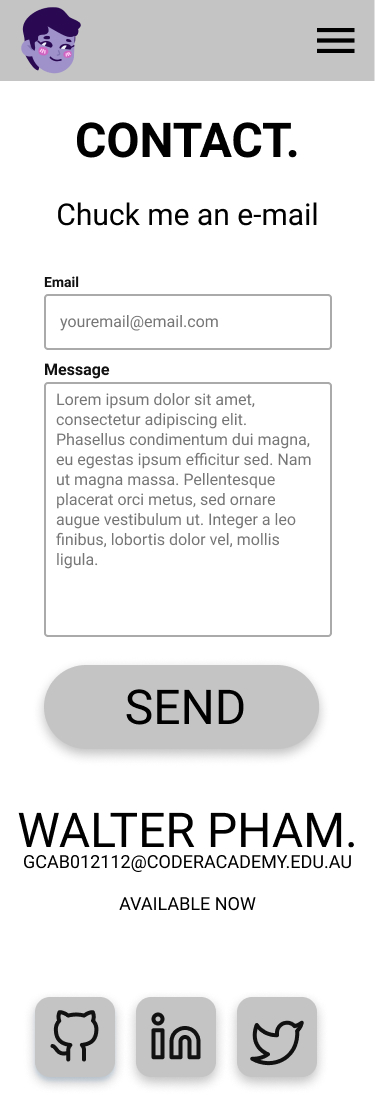 CONTACT.
Chuck me an e-mail
Email
youremail@email.com
Message
Lorem ipsum dolor sit amet,
consectetur adipiscing elit.
Phasellus condimentum dui magna,
eu egestas ipsum efficitur sed. Nam
ut magna massa. Pellentesque
placerat orci metus, sed ornare
augue vestibulum ut. Integer a leo
finibus, lobortis dolor vel, mollis
ligula.
SEND
WALTER PHAM.
GCAB012112@CODERACADEMY.EDU.AU
AVAILABLE NOW
in